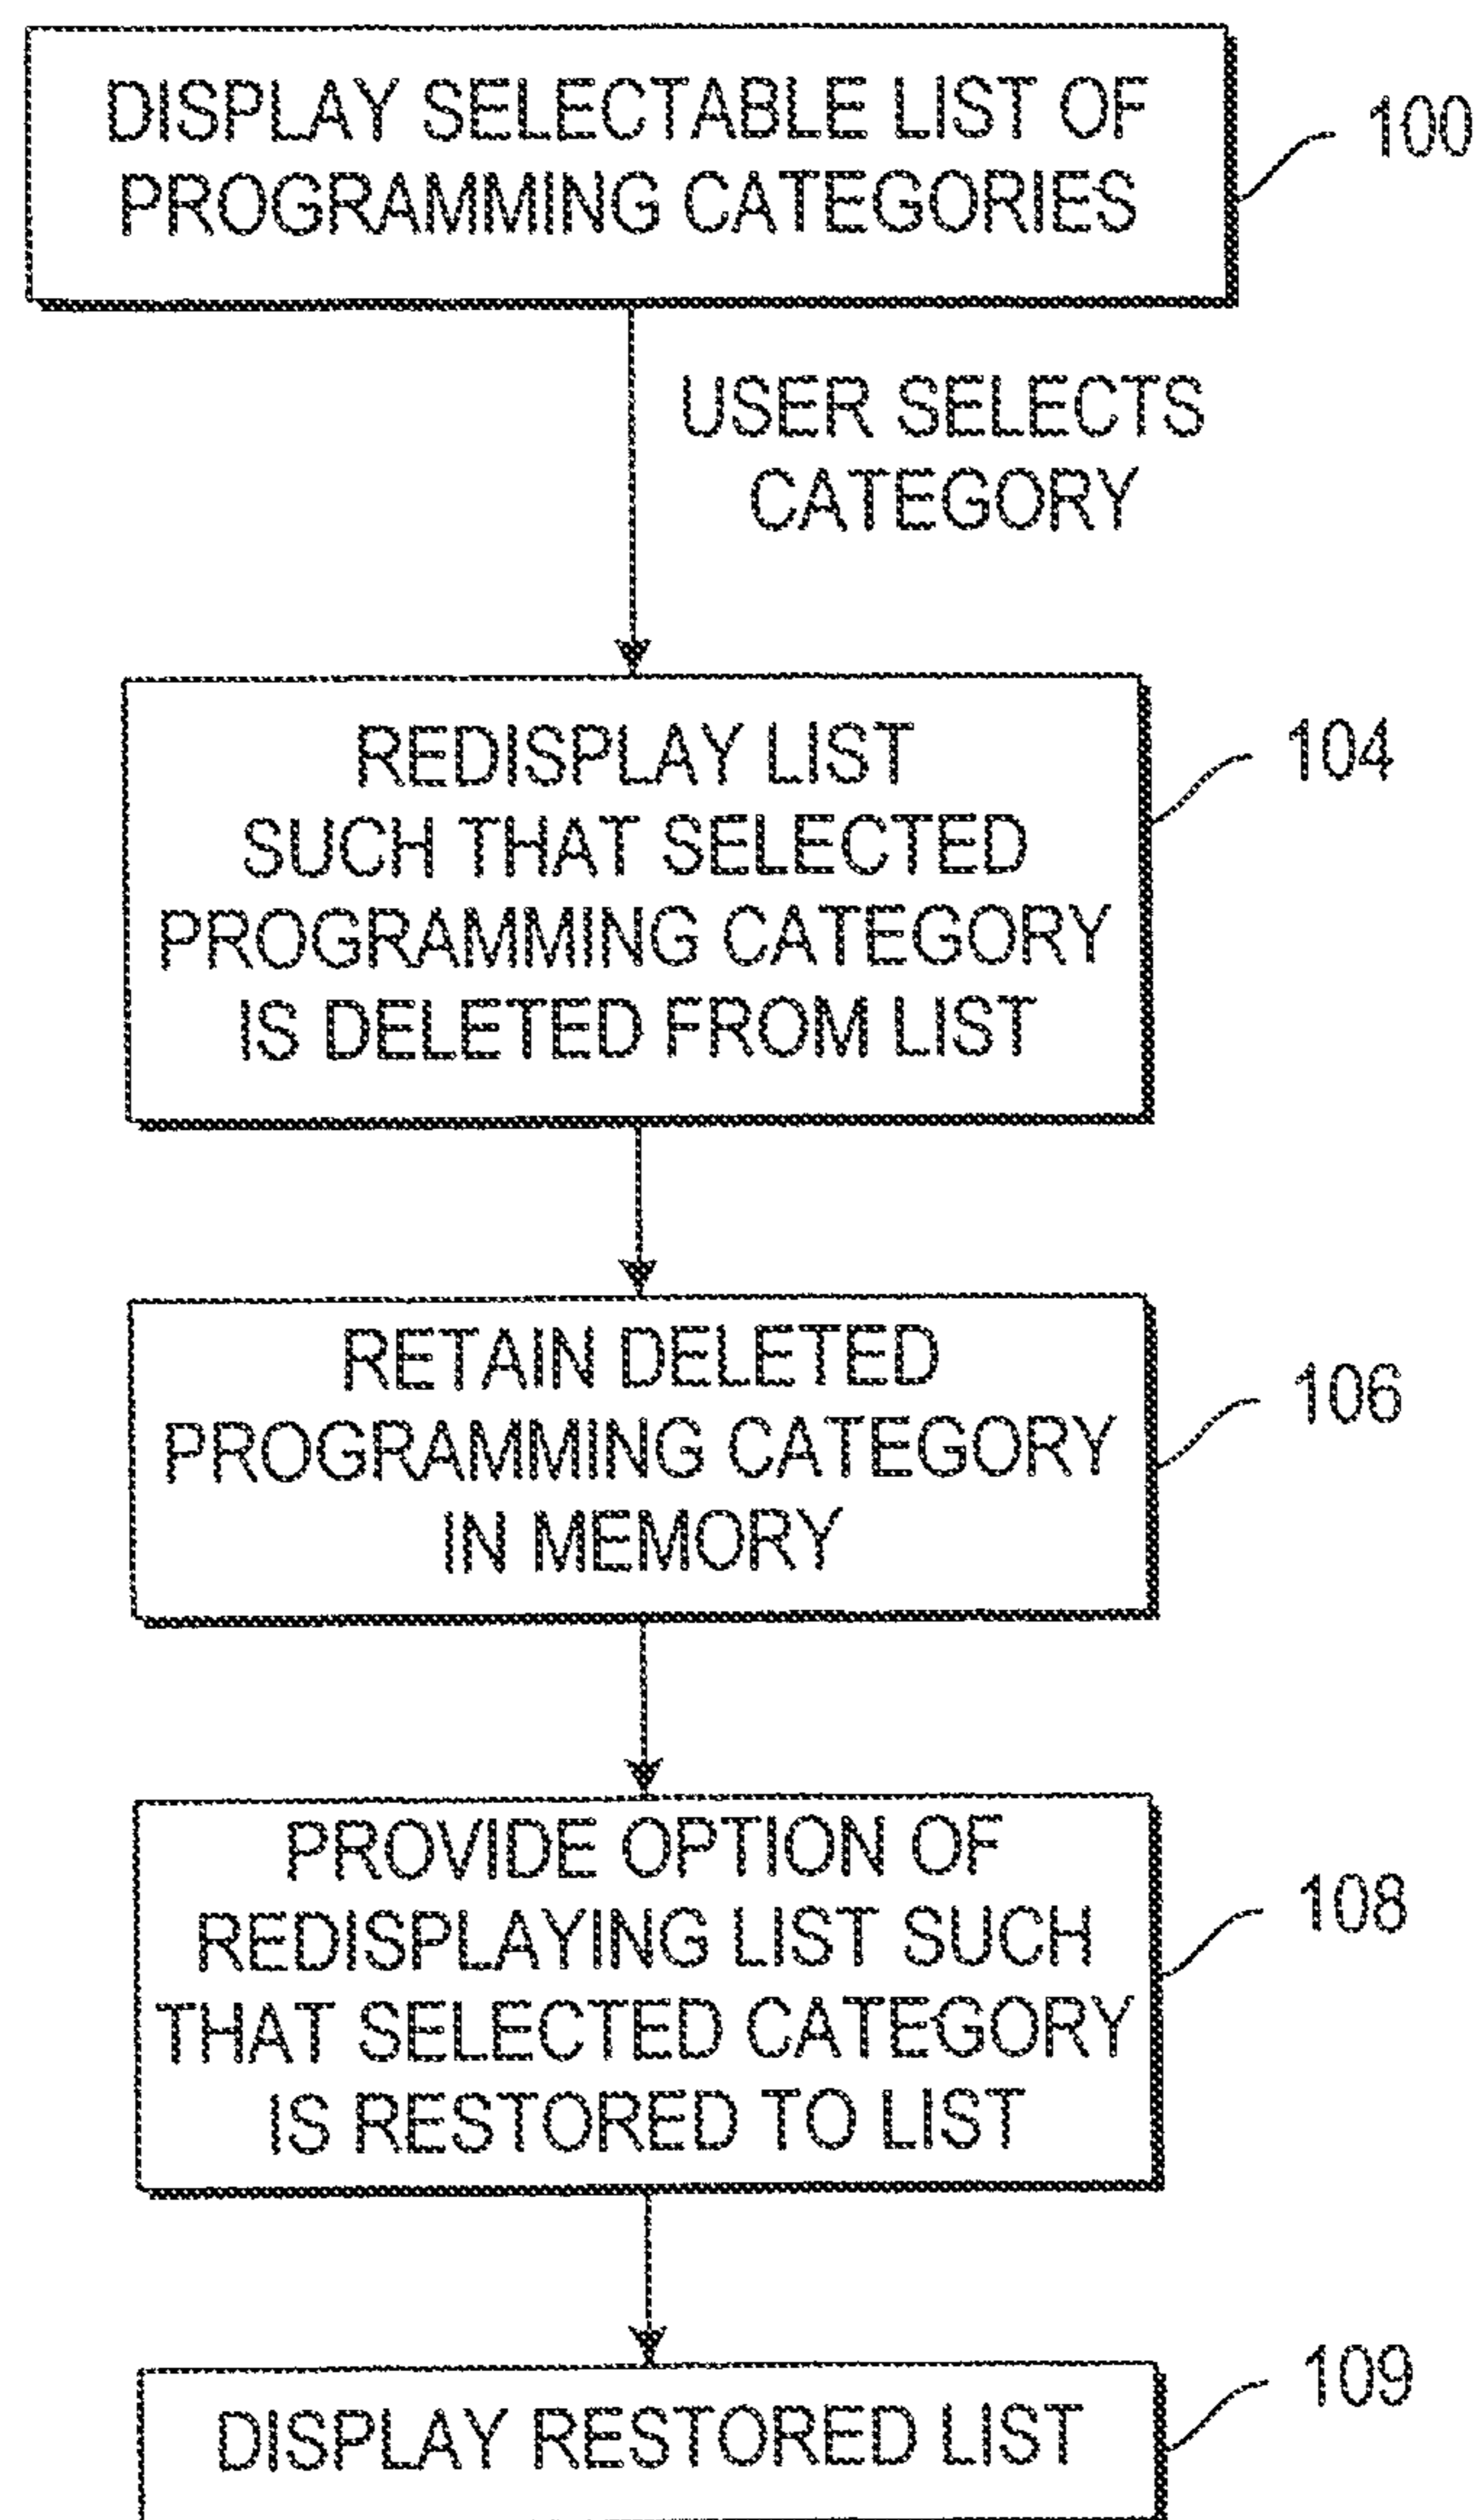 DISPLAY SELECTABLE LIST OF
PROGRAMMING CATEGORIES
100
USER SELECTS
CATEGORY
REDISPLAY LIST
SUCH THAT SELECTED
PROGRAMMING CATEGORY
IS DELETED FROM LIST
104
RETAIN DELETED
PROGRAMMING CATEGORY
IN MEMORY
106
PROVIDE OPTION OF
REDISPLAYING LIST SUCH
THAT SELECTED CATEGORY
IS RESTORED TO LIST
108
DISPLAY RESTORED LIST
109